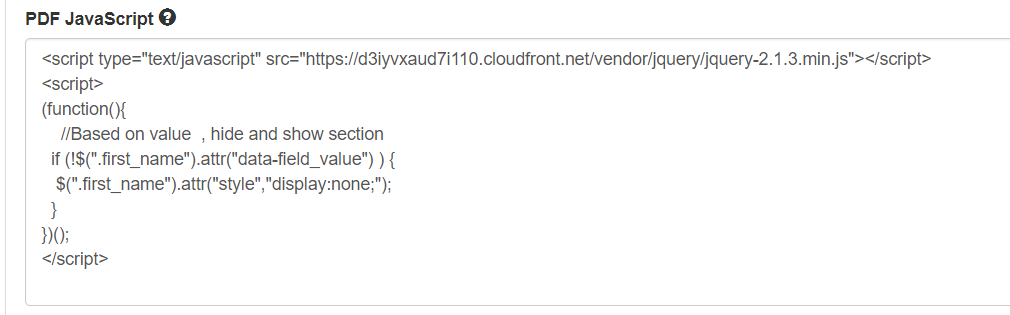 PDF JavaScript ?
<script type="text/javascript" src="https://d3iyvxaud7i110.cloudfront.net/vendor/jquery/jquery-2.1.3.min.js"></script>
<script>
(function(){
    //Based on value  , hide and show section
  if (!$(".first_name").attr("data-field_value") ) {
   $(".first_name").attr("style","display:none;");
  }
})();
</script>